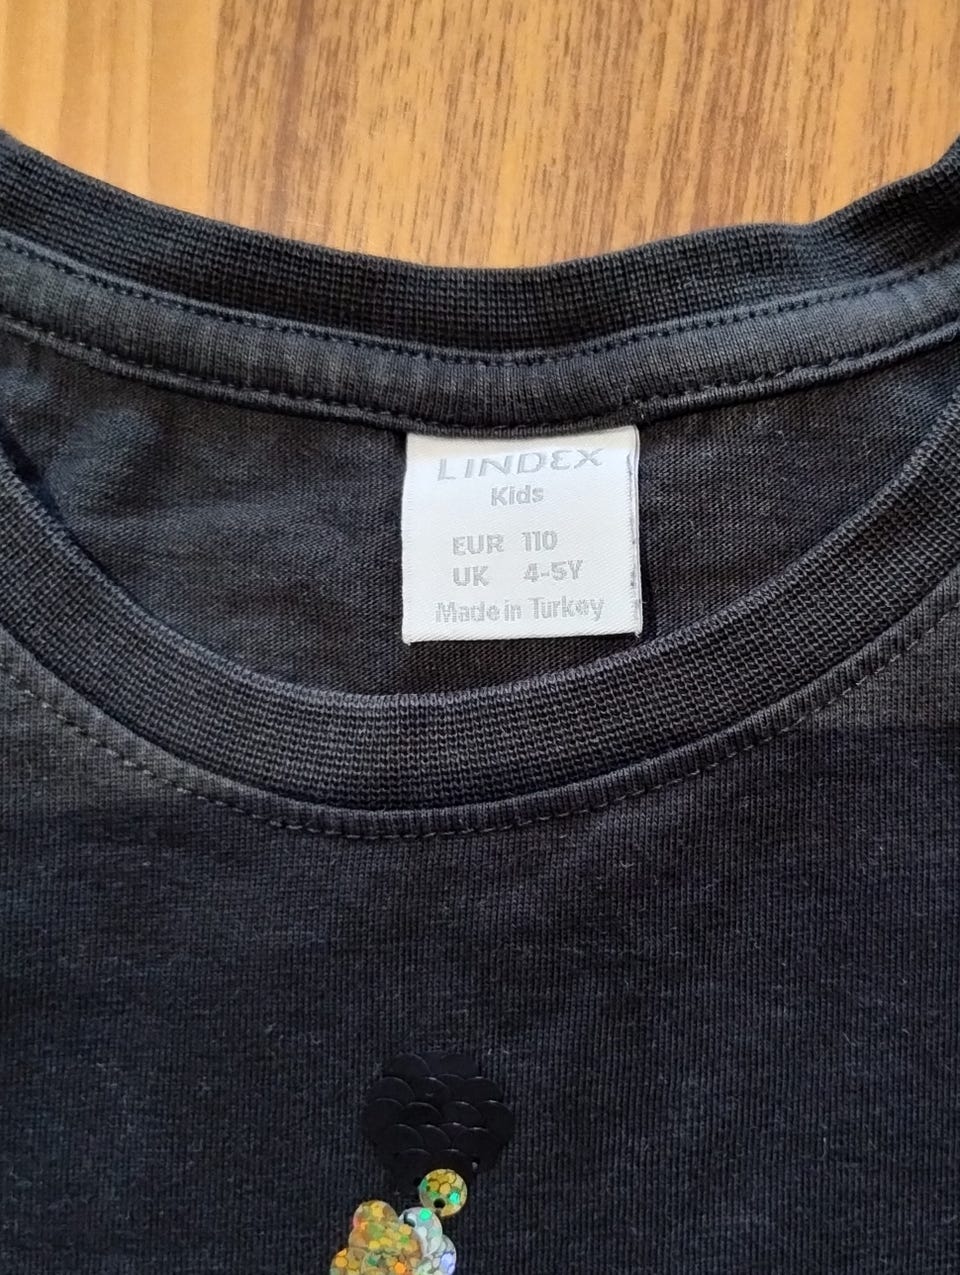 LINDEX
Kids
EUR 110
UK 4-5Y
Made in Turkey